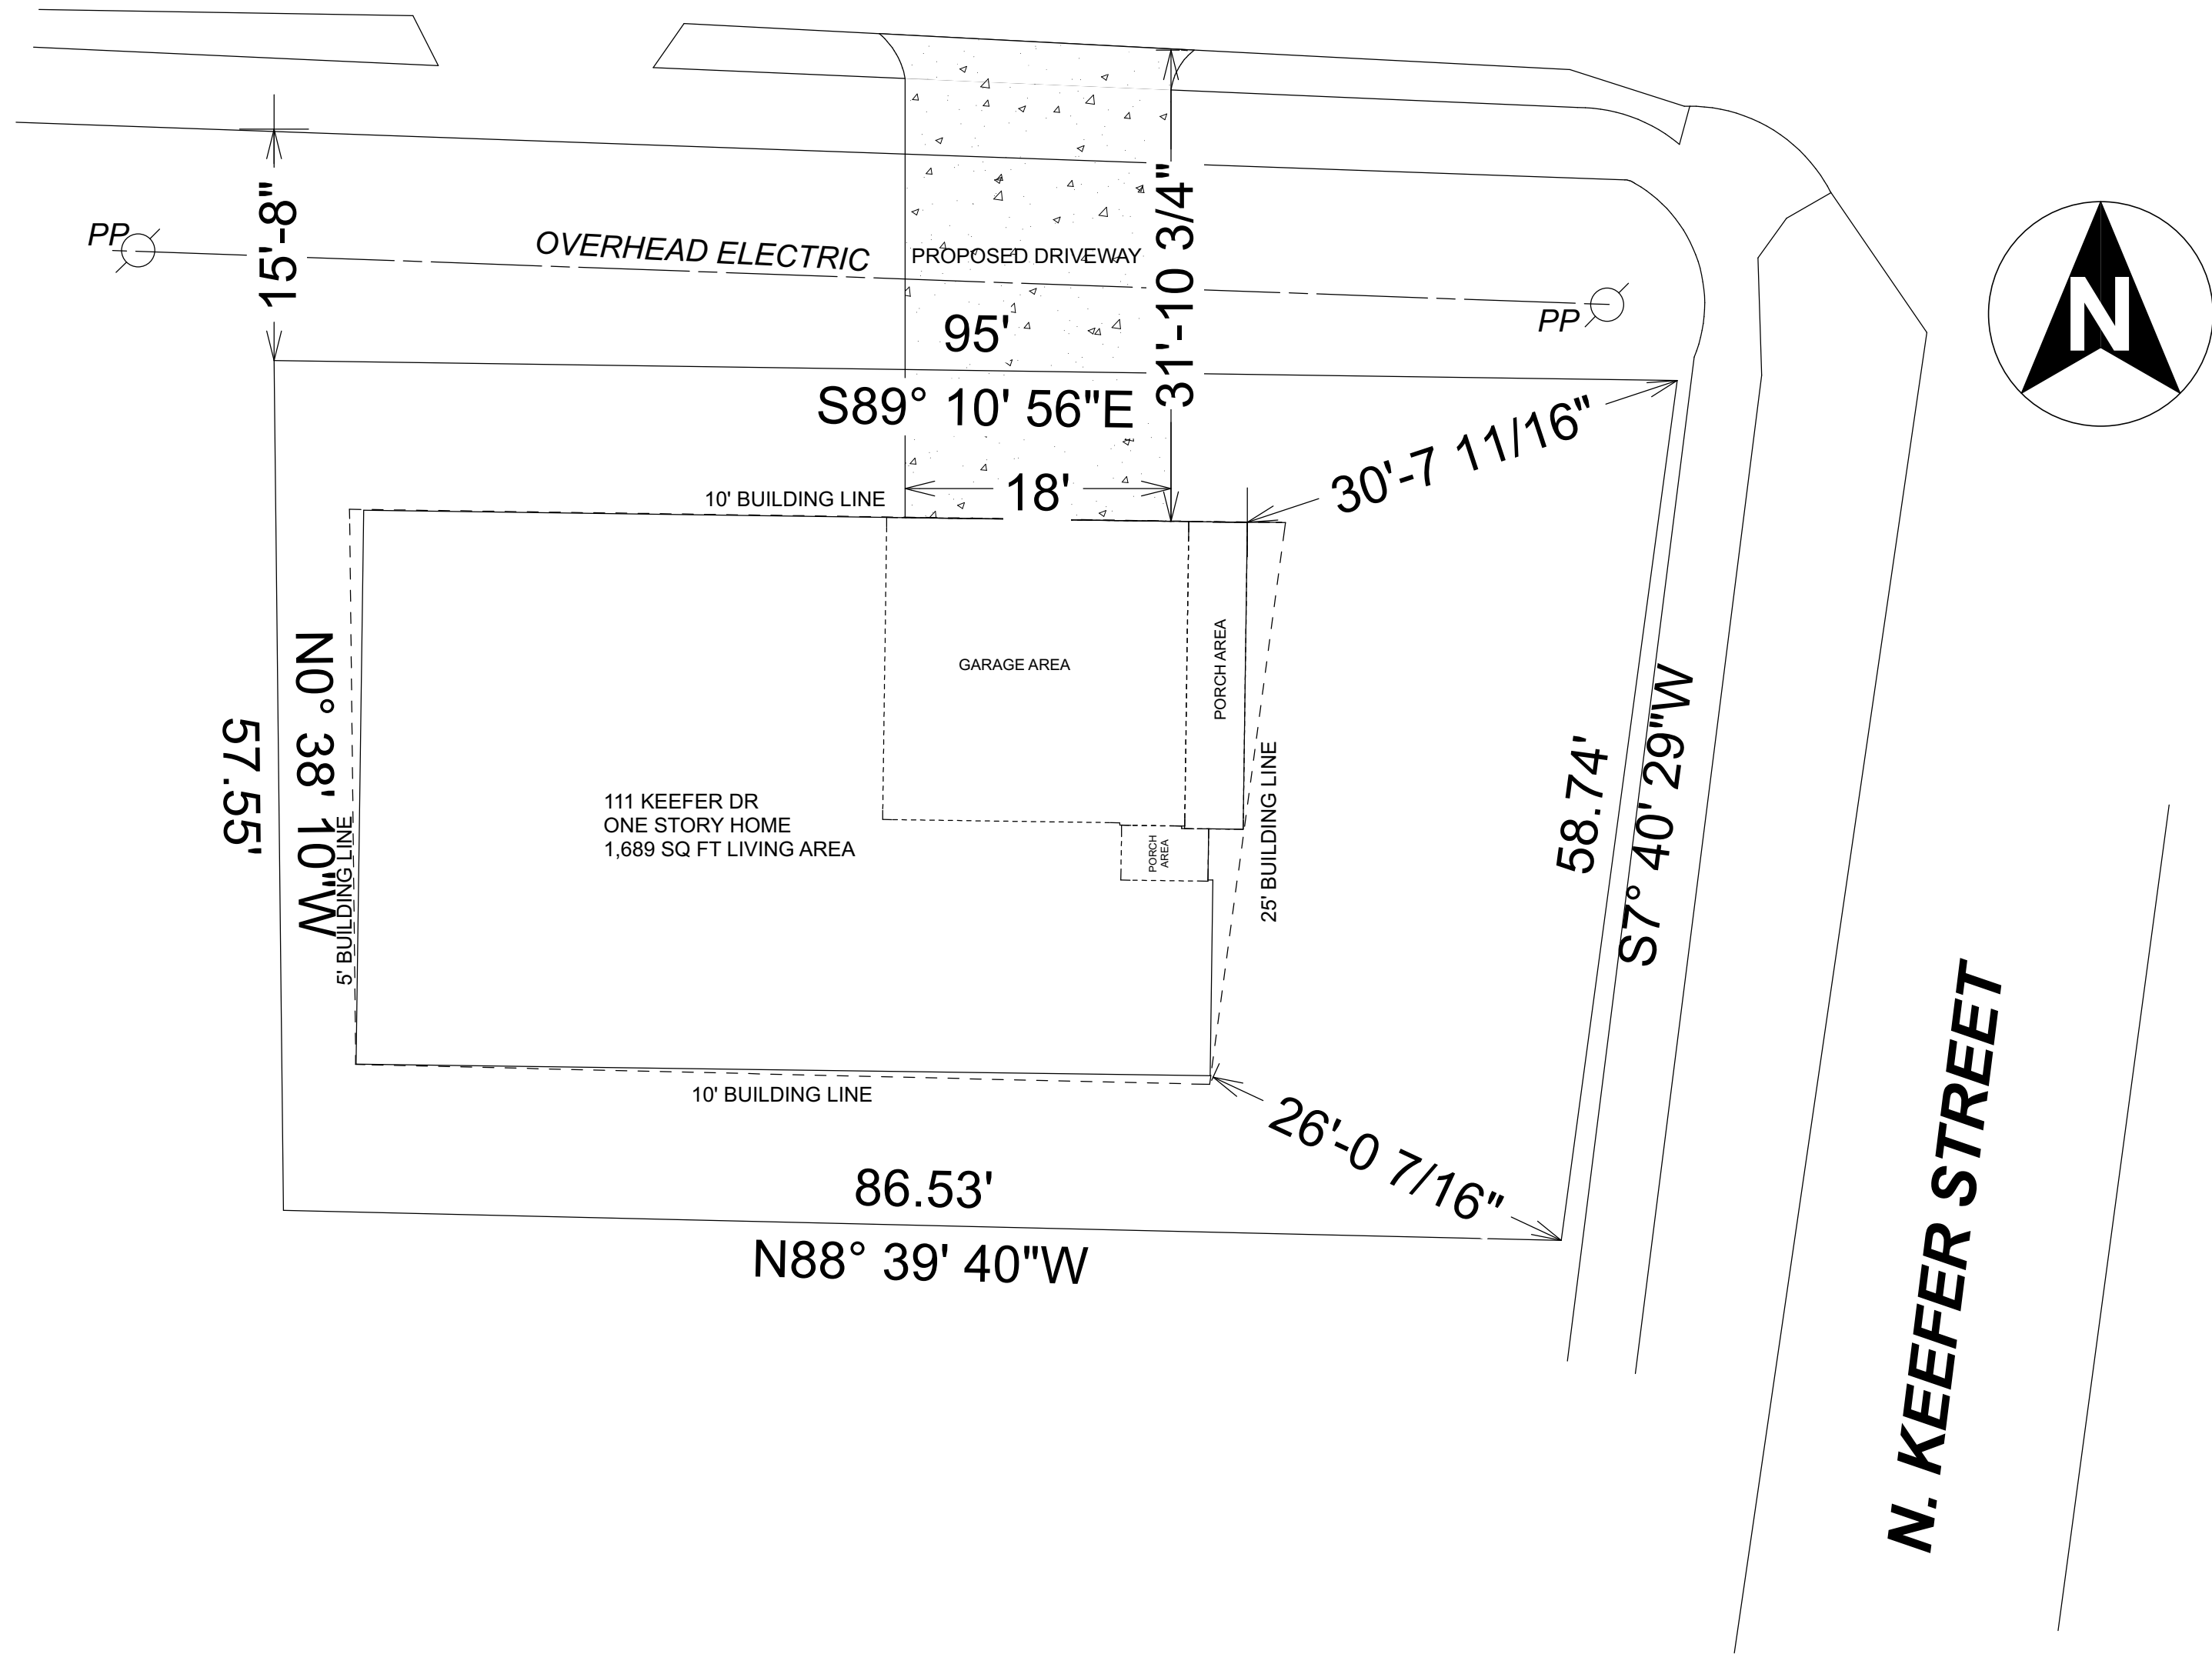 PP
15'-8"
OVERHEAD ELECTRIC
PROPOSED DRIVEWAY
31'-10 3/4"
PP
N
95'
S89° 10' 56"E
30'-7 11/16"
10' BUILDING LINE
18'
GARAGE AREA
PORCH AREA
N0° 38' 10"W
57.55'
5' BUILDING LINE
111 KEEFER DR
ONE STORY HOME
1,689 SQ FT LIVING AREA
PORCH
AREA
25' BUILDING LINE
58.74'
S7° 40' 29"W
10' BUILDING LINE
26'-0 7/16"
86.53'
N88° 39' 40"W
N. KEEFER STREET